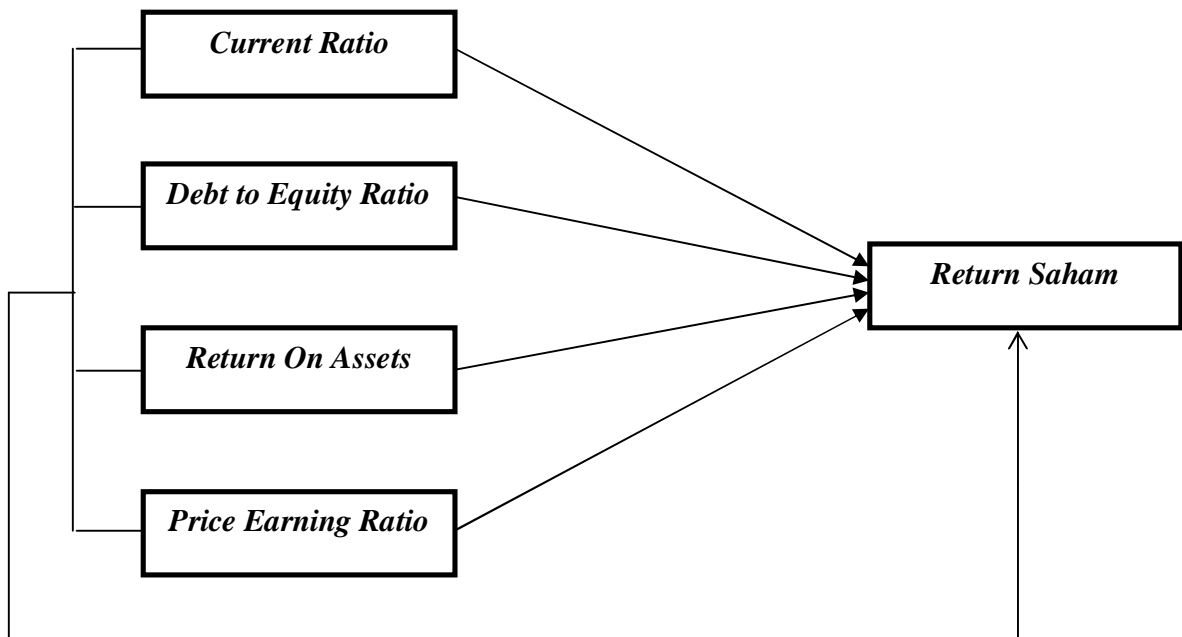 Current Ratio
Debt to Equity Ratio
Return Saham
Return On Assets
Price Earning Ratio